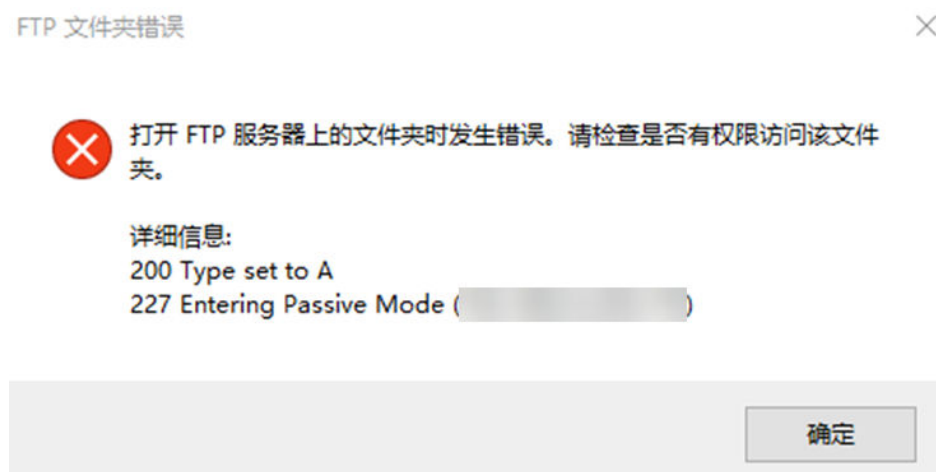 FTP 文件夹错误
打开 FTP 服务器上的文件夹时发生错误。请检查是否有权限访问该文件
夹。
详细信息:
200 Type set to A
227 Entering Passive Mode ( )
确定